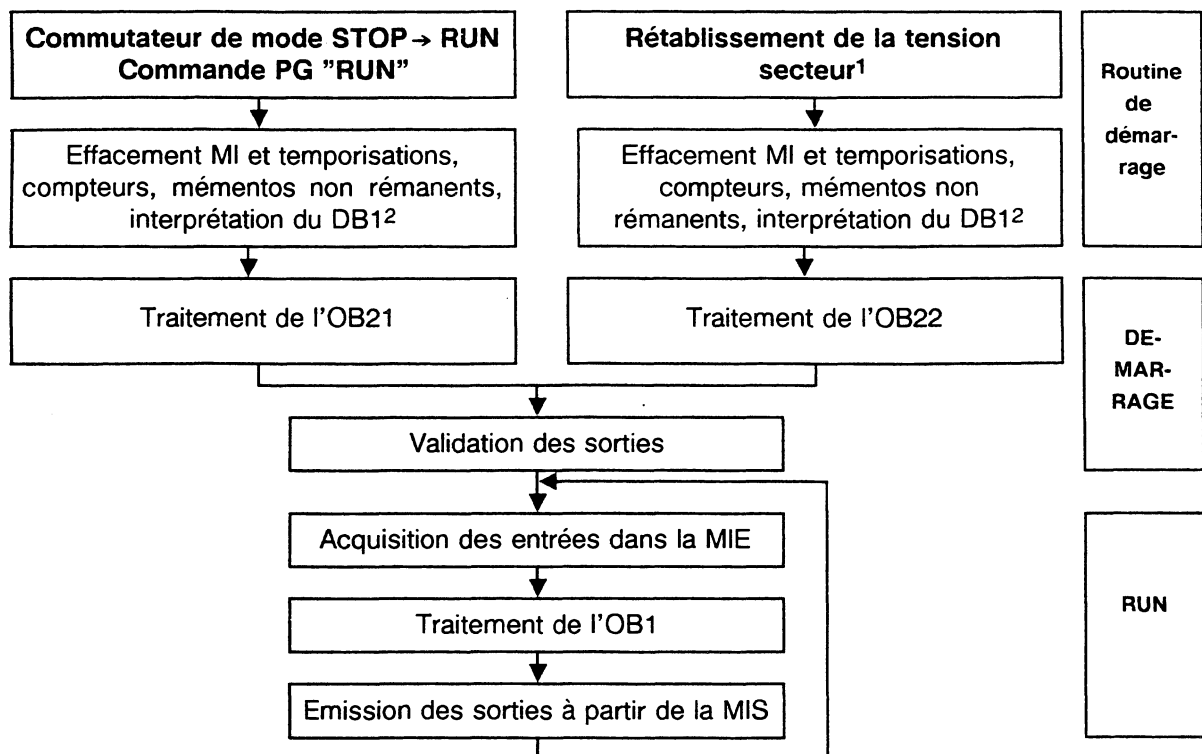 Commutateur de mode STOP → RUN
Commande PG ”RUN”
Rétablissement de la tension
secteur1
Routine
de
démar-
rage
Effacement MI et temporisations,
compteurs, mémentos non rémanents,
interprétation du DB12
Effacement MI et temporisations,
compteurs, mémentos non
rémanents, interprétation du DB12
Traitement de l’OB21
Traitement de l’OB22
DE-
MAR-
RAGE
Validation des sorties
Acquisition des entrées dans la MIE
Traitement de l’OB1
Emission des sorties à partir de la MIS
RUN